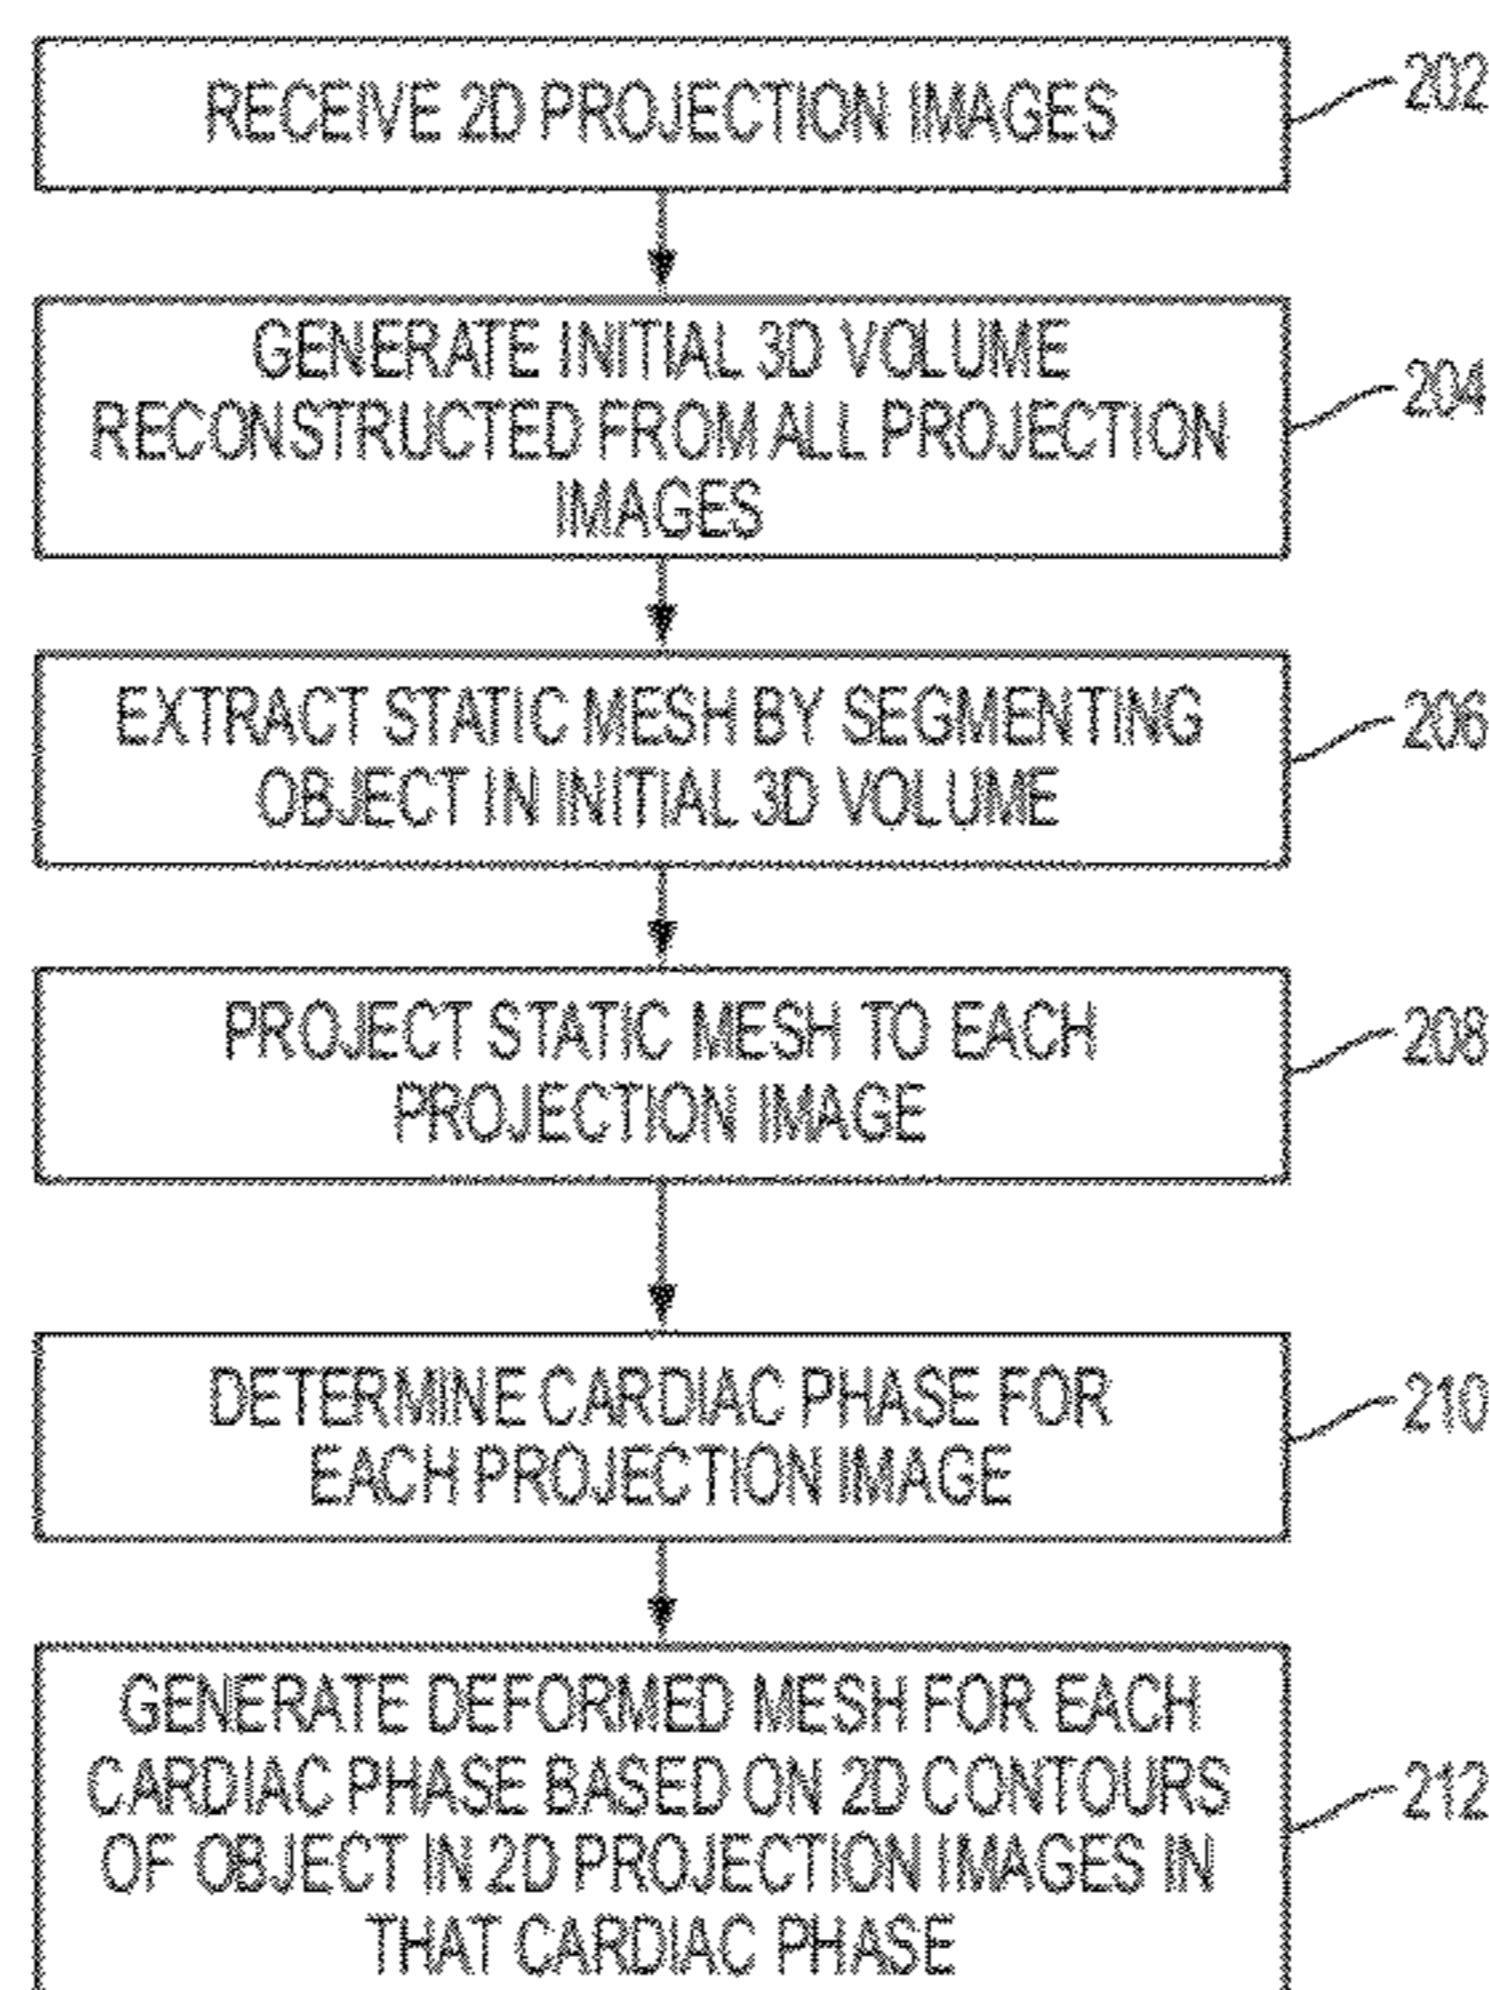 RECEIVE 2D PROJECTION IMAGES
202
GENERATE INITIAL 3D VOLUME
RECONSTRUCTED FROM ALL PROJECTION
IMAGES
204
EXTRACT STATIC MESH BY SEGMENTING
OBJECT IN INITIAL 3D VOLUME
206
PROJECT STATIC MESH TO EACH
PROJECTION IMAGE
208
DETERMINE CARDIAC PHASE FOR
EACH PROJECTION IMAGE
210
GENERATE DEFORMED MESH FOR EACH
CARDIAC PHASE BASED ON 2D CONTOURS
OF OBJECT IN 2D PROJECTION IMAGES IN
THAT CARDIAC PHASE
212